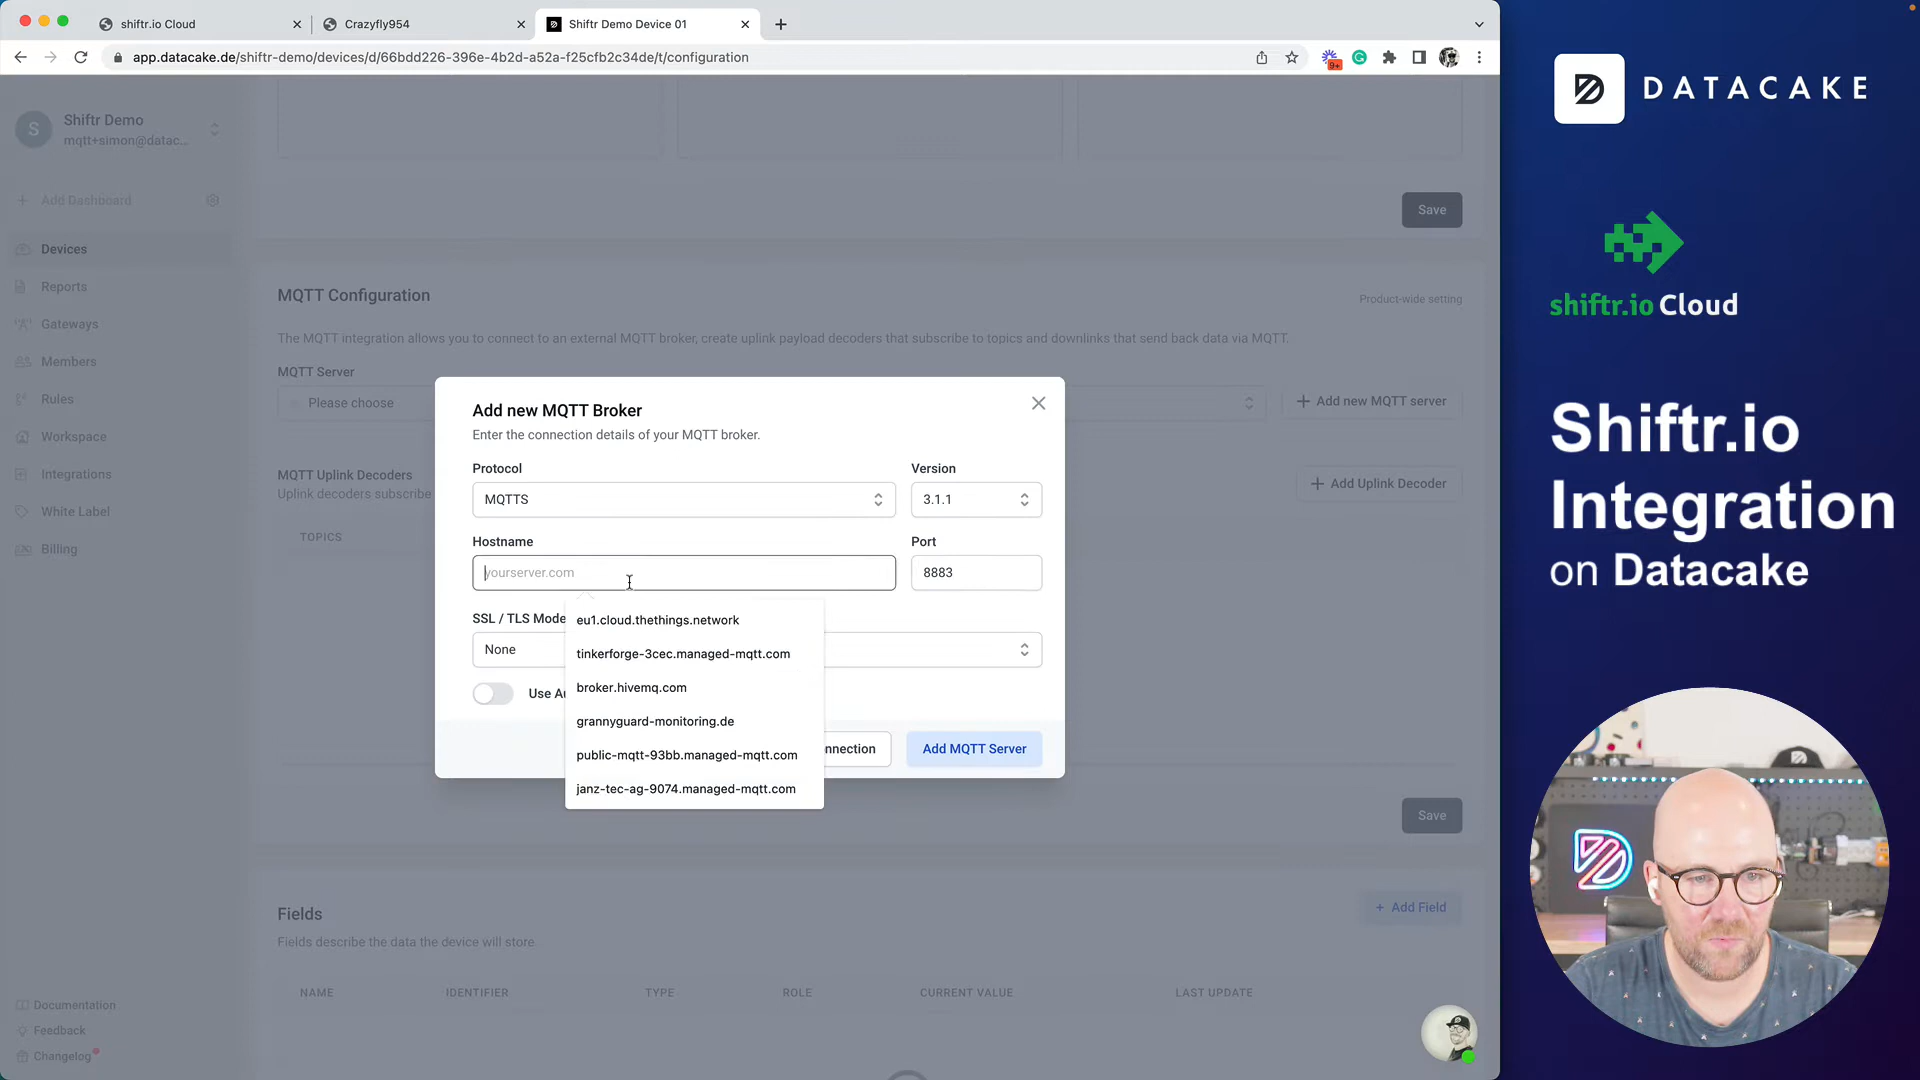 shiftr.io Cloud
Crazyfly954
Shiftr Demo Device 01
app.datacake.de/shiftr-demo/devices/d/66bdd226-396e-4b2d-a52a-f25cfb2c34de/t/configuration
9+
DATACAKE
S
Shiftr Demo
mqtt+simon@datac...
Add Dashboard
Devices
Reports
Gateways
Members
Rules
Workspace
Integrations
White Label
Billing
Documentation
Feedback
Changelog
Save
MQTT Configuration
Product-wide setting
The MQTT integration allows you to connect to an external MQTT broker, create uplink payload decoders that subscribe to topics and downlinks that send back data via MQTT.
MQTT Server
Please choose
+ Add new MQTT server
MQTT Uplink Decoders
Uplink decoders subscribe
+ Add Uplink Decoder
TOPICS
Add new MQTT Broker
Enter the connection details of your MQTT broker.
Protocol
Version
MQTTS
3.1.1
Hostname
Port
yourserver.com
8883
SSL / TLS Mode
None
Use Au
eu1.cloud.thethings.network
tinkerforge-3cec.managed-mqtt.com
broker.hivemq.com
grannyguard-monitoring.de
public-mqtt-93bb.managed-mqtt.com
janz-tec-ag-9074.managed-mqtt.com
nnection
Add MQTT Server
Save
Fields
+ Add Field
Fields describe the data the device will store.
NAME
IDENTIFIER
TYPE
ROLE
CURRENT VALUE
LAST UPDATE
shiftr.io Cloud
Shiftr.io
Integration
on Datacake